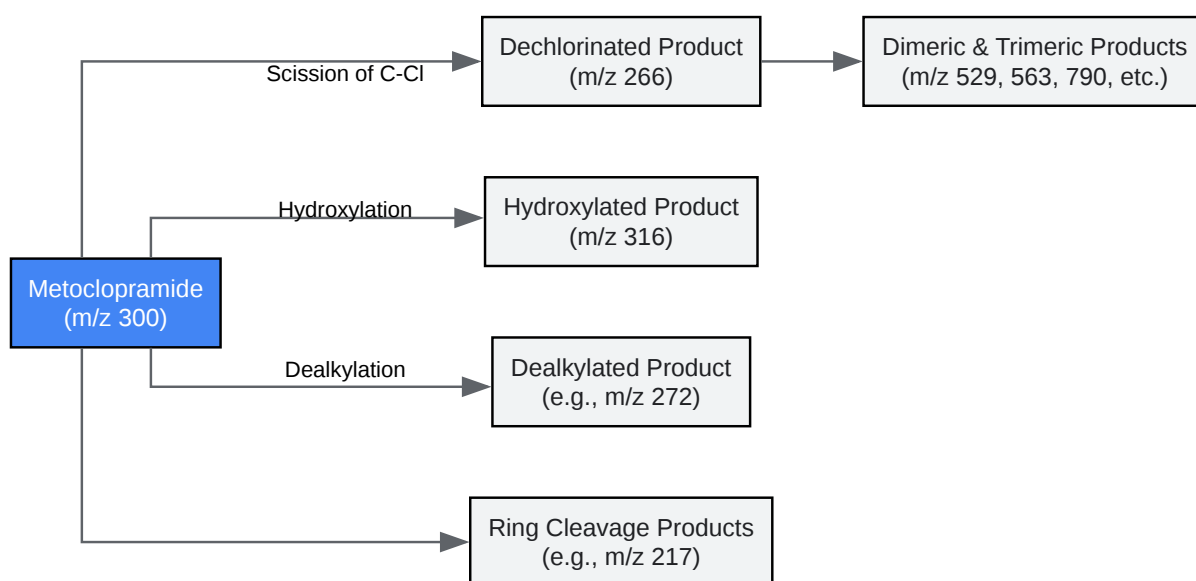 Dechlorinated Product
(m/z 266)
Dimeric & Trimeric Products
(m/z 529, 563, 790, etc.)
Scission of C-Cl
Hydroxylated Product
(m/z 316)
Hydroxylation
Metoclopramide
(m/z 300)
Dealkylated Product
(e.g., m/z 272)
Dealkylation
Ring Cleavage Products
(e.g., m/z 217)